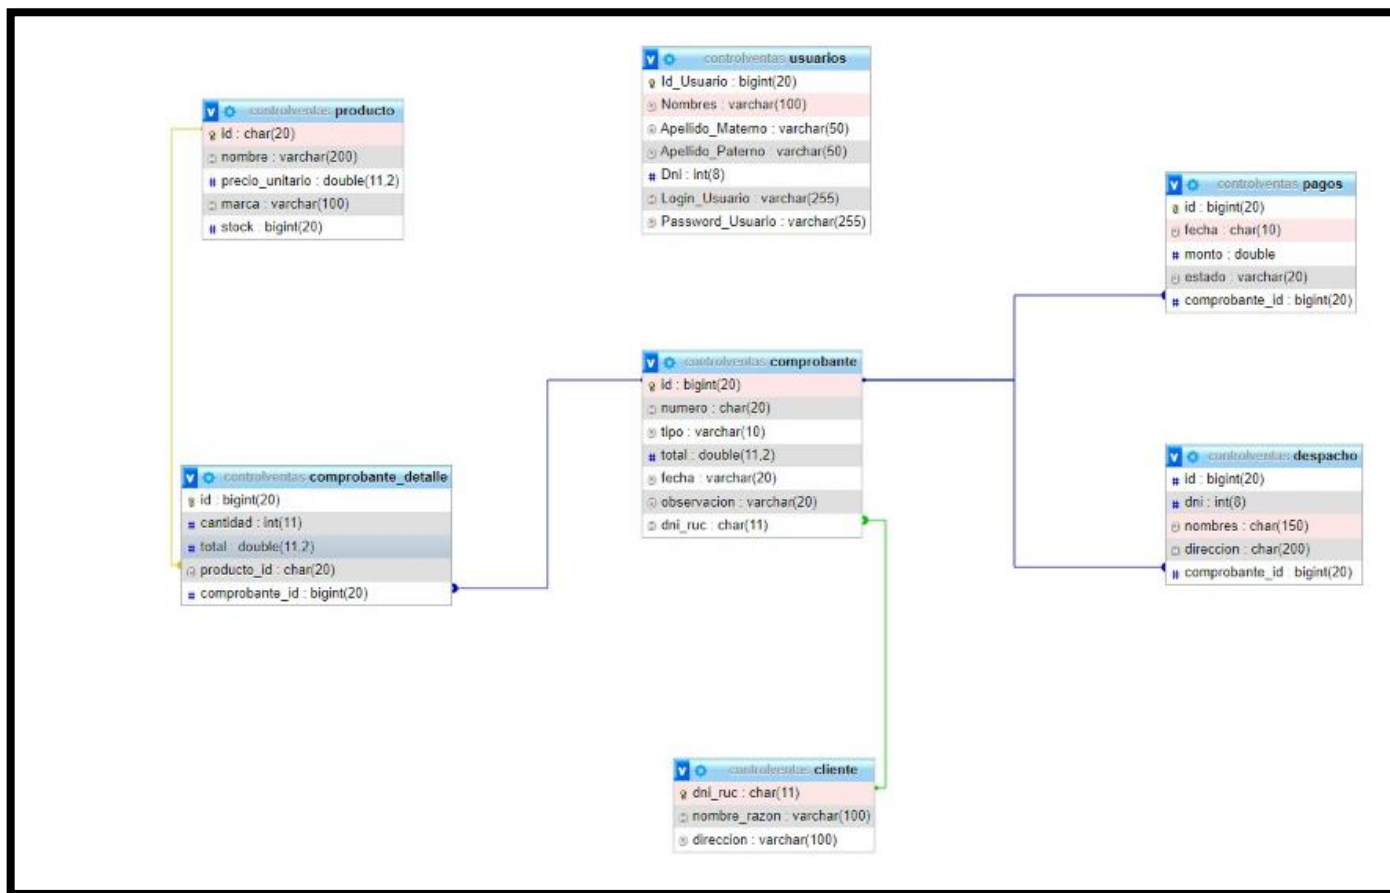 controlventas usuarios
Id_Usuario : bigint(20)
Nombres : varchar(100)
Apellido_Materno : varchar(50)
Apellido_Paterno : varchar(50)
Dni : int(8)
Login_Usuario : varchar(255)
Password_Usuario : varchar(255)
controlventas producto
id : char(20)
nombre : varchar(200)
precio_unitario : double(11,2)
marca : varchar(100)
stock : bigint(20)
controlventas pagos
id : bigint(20)
fecha : char(10)
monto : double
estado : varchar(20)
comprobante_id : bigint(20)
controlventas comprobante
id : bigint(20)
numero : char(20)
tipo : varchar(10)
total : double(11,2)
fecha : varchar(20)
observacion : varchar(20)
dni_ruc : char(11)
controlventas comprobante_detalle
id : bigint(20)
cantidad : int(11)
total : double(11,2)
producto_id : char(20)
comprobante_id : bigint(20)
controlventas despacho
id : bigint(20)
dni : int(8)
nombres : char(150)
direccion : char(200)
comprobante_id : bigint(20)
controlventas cliente
dni_ruc : char(11)
nombre_razon : varchar(100)
direccion : varchar(100)